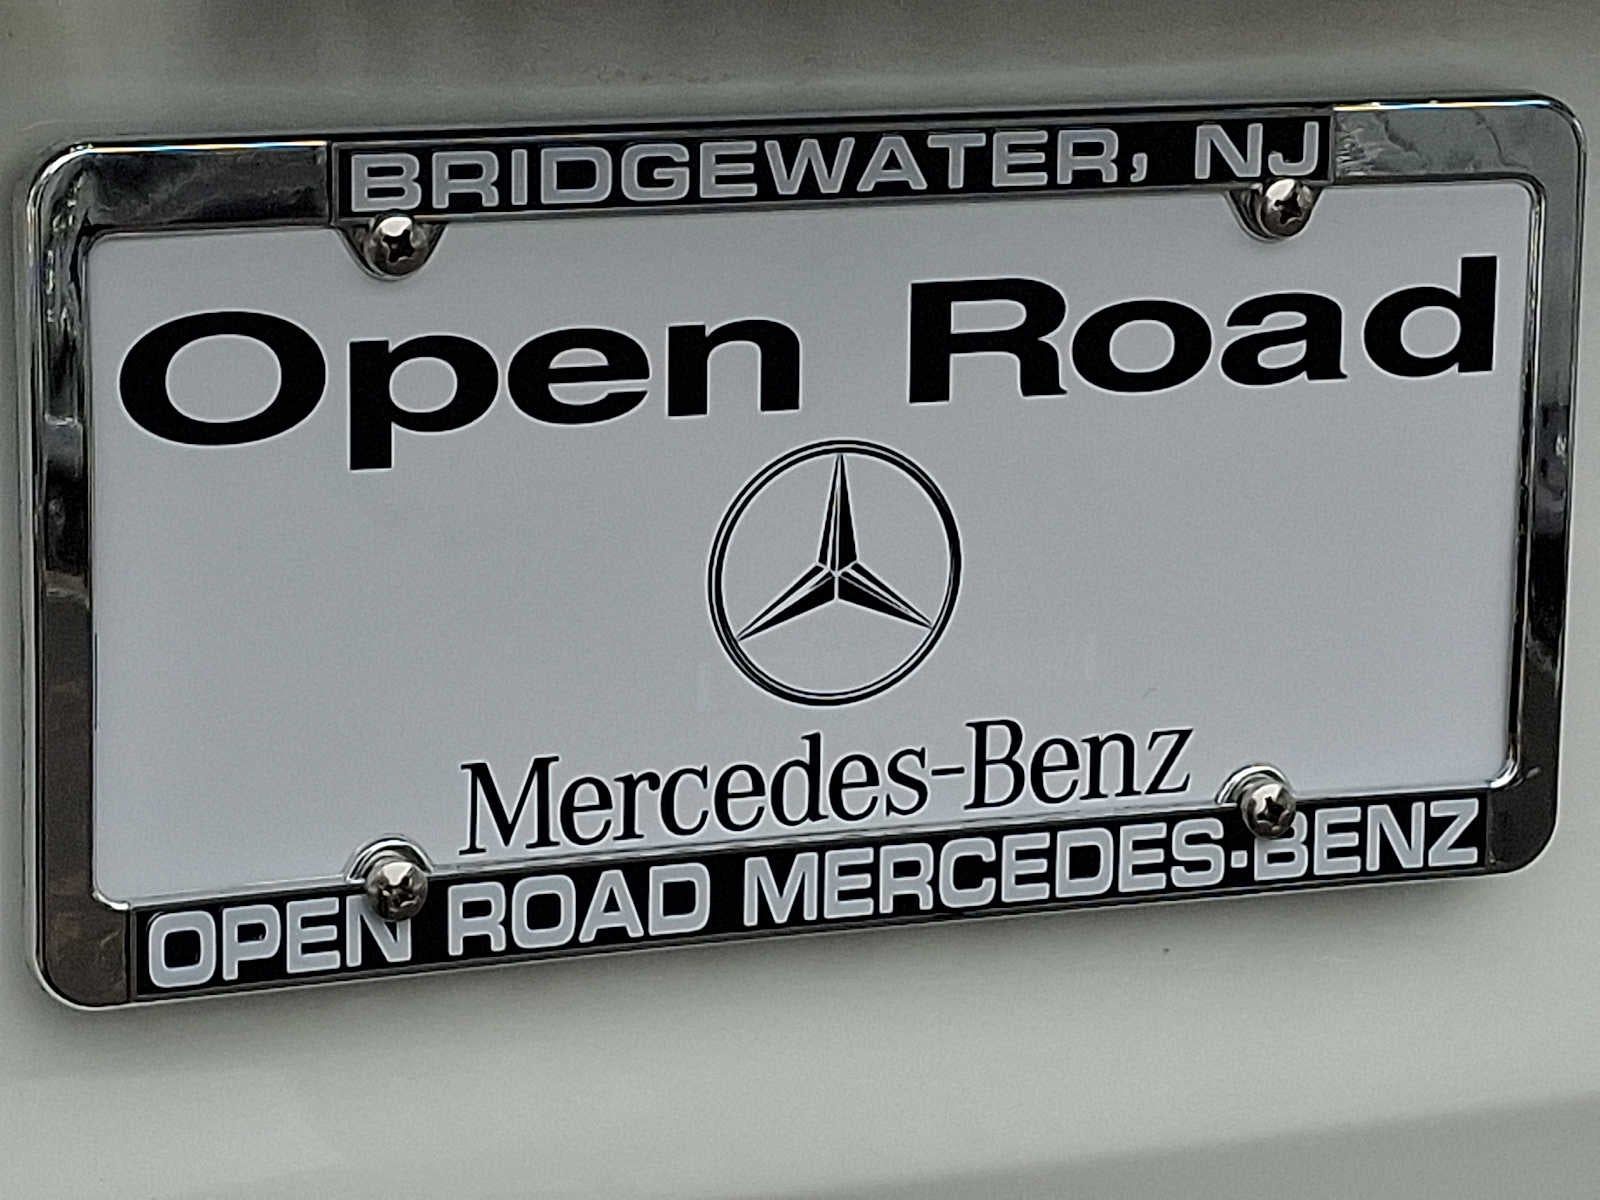 BRIDGEWATER, NJ
Open Road
Mercedes-Benz
OPEN ROAD MERCEDES-BENZ